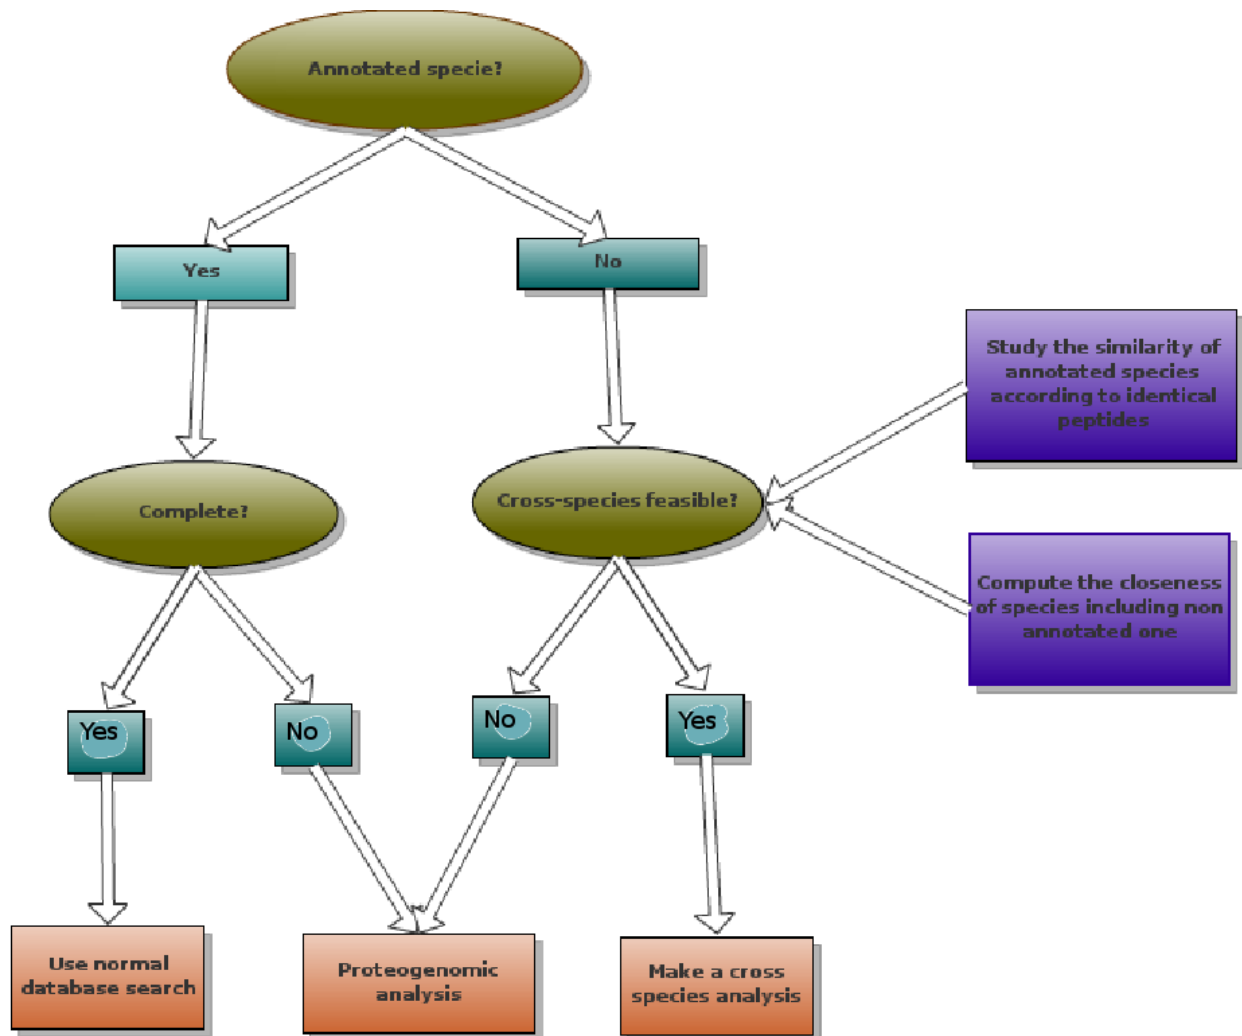 Annotated specie?
Yes
No
Study the similarity of
annotated species
according to identical
peptides
Complete?
Cross-species feasible?
Compute the closeness
of species including non
annotated one
Yes
No
No
Yes
Use normal
database search
Proteogenomic
analysis
Make a cross
species analysis